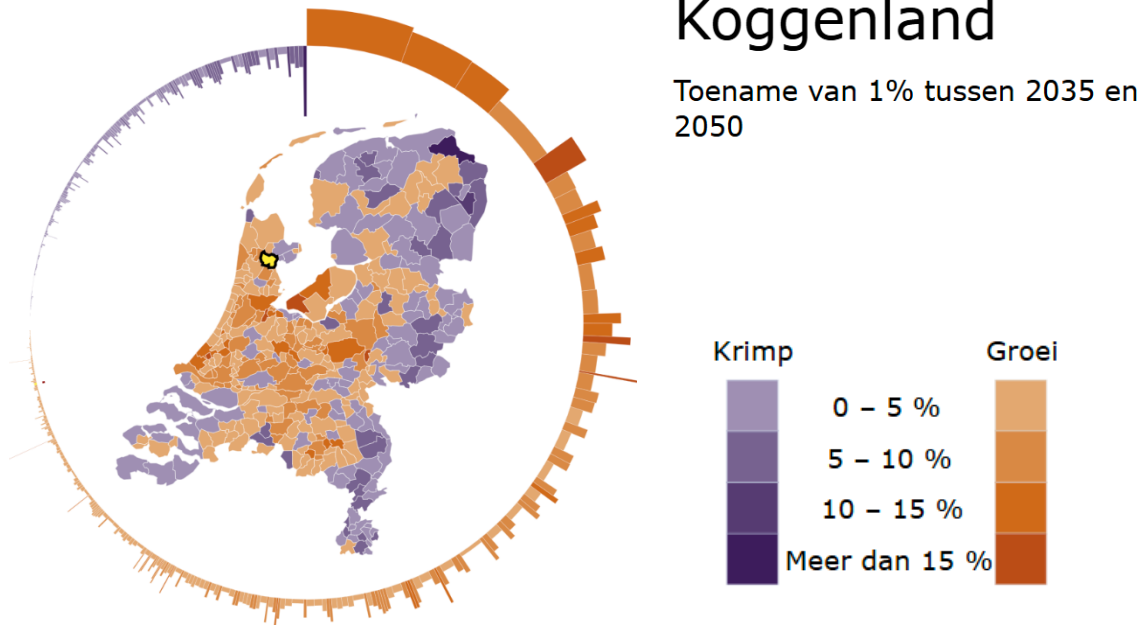 Koggenland
Toename van 1% tussen 2035 en
2050
Krimp
Groei
0 – 5 %
5 – 10 %
10 – 15 %
Meer dan 15 %